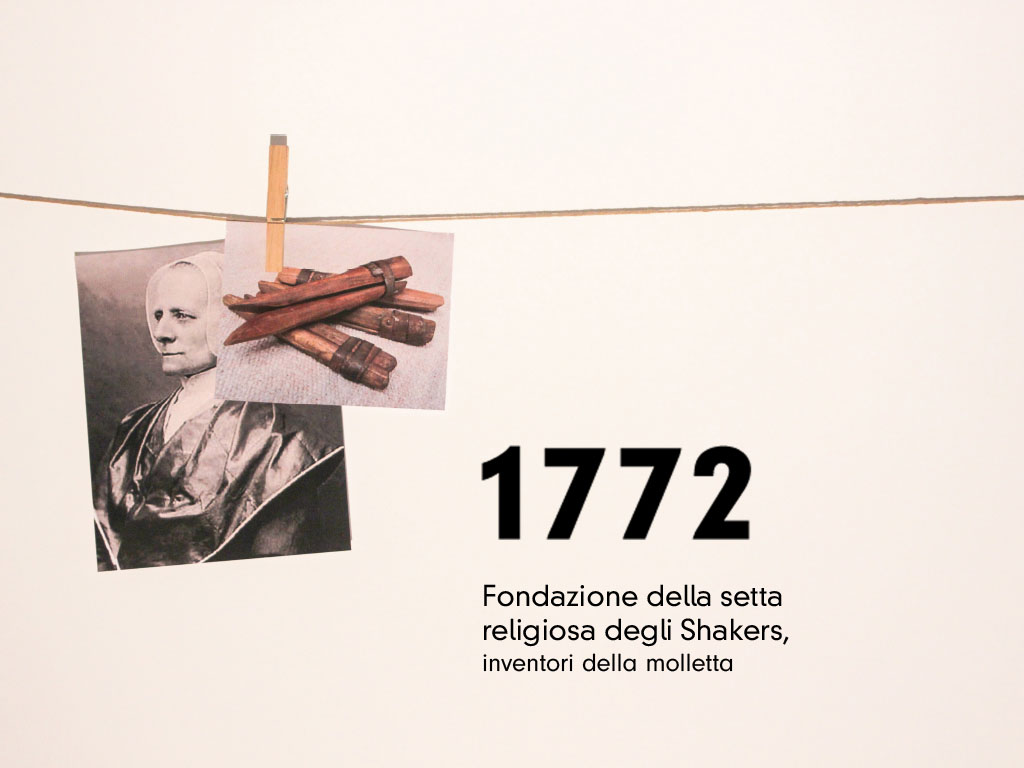 1772
Fondazione della setta
religiosa degli Shakers,
inventori della molletta